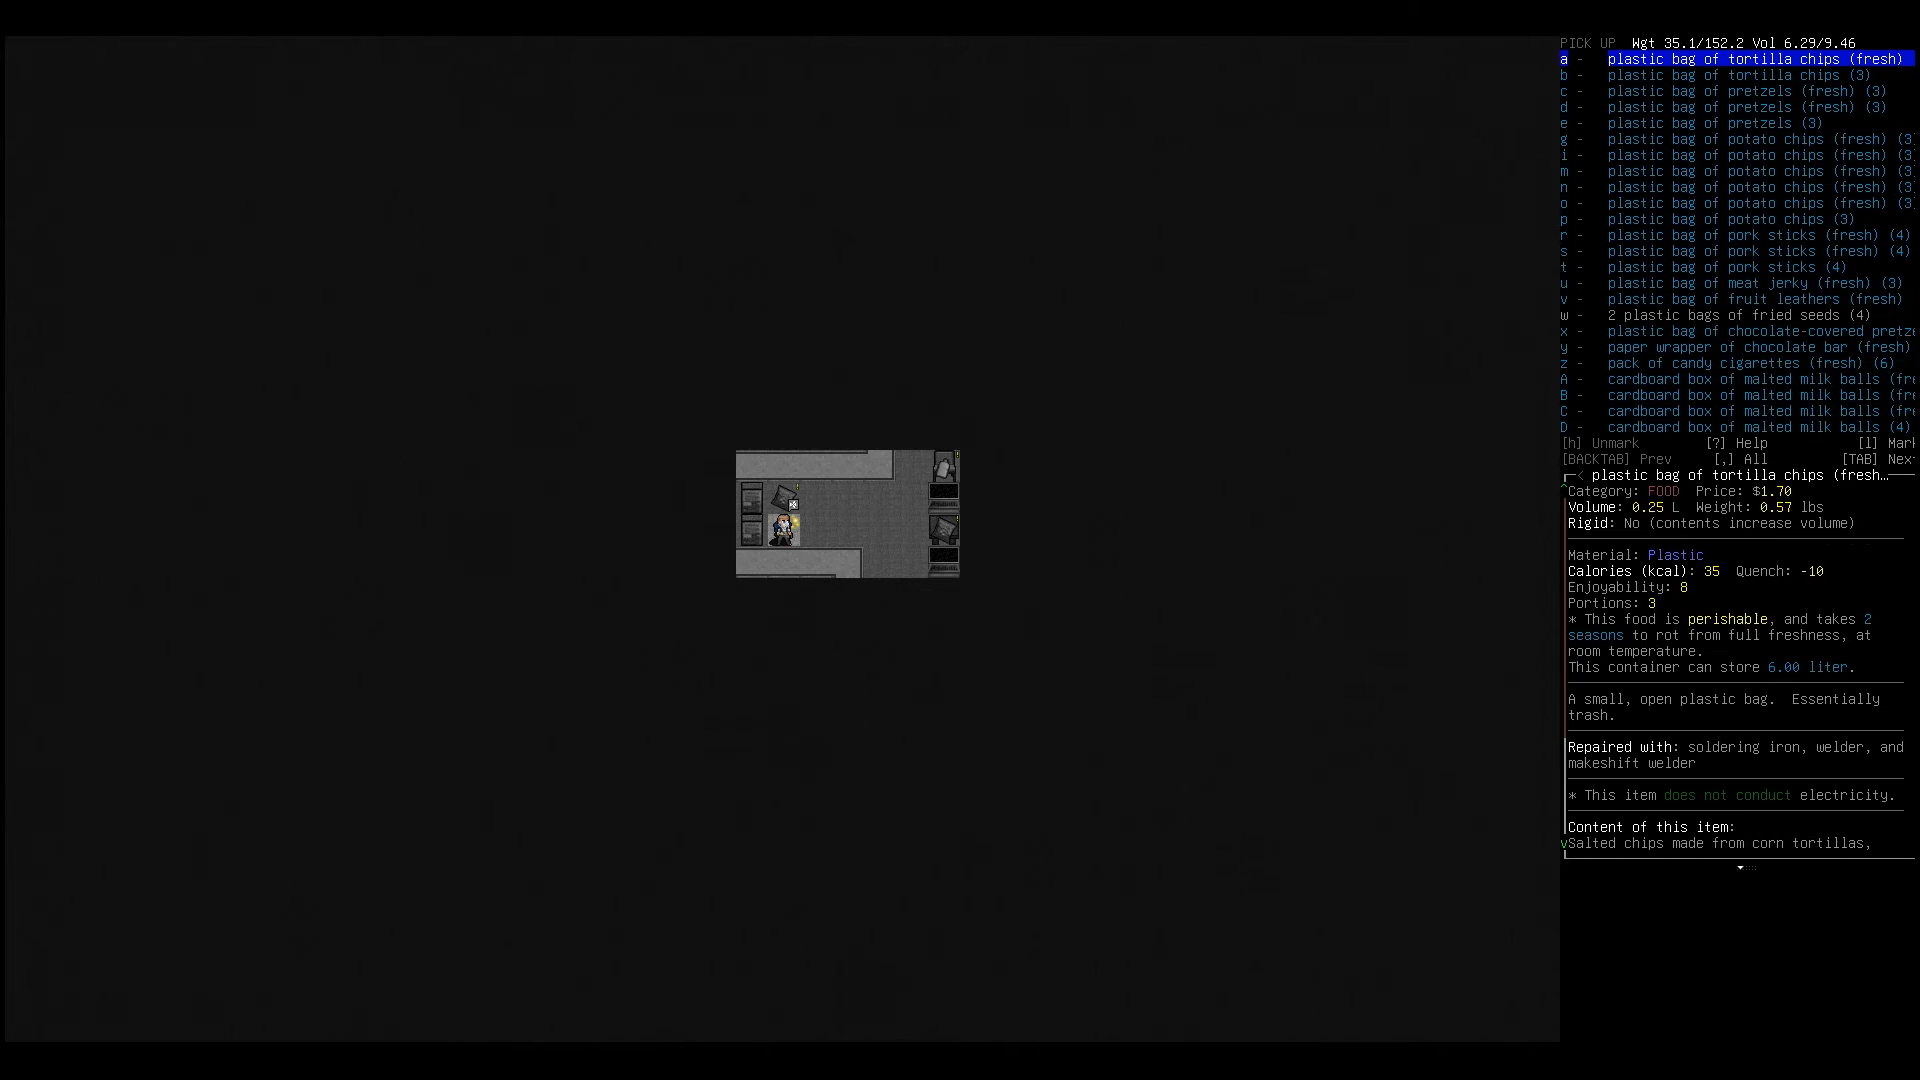 PICK UP  Wgt 35.1/152.2 Vol 6.29/9.46
a - plastic bag of tortilla chips (fresh)
b - plastic bag of tortilla chips (3)
c - plastic bag of pretzels (fresh) (3)
d - plastic bag of pretzels (fresh) (3)
e - plastic bag of pretzels (3)
g - plastic bag of potato chips (fresh) (3
i - plastic bag of potato chips (fresh) (3
m - plastic bag of potato chips (fresh) (3
n - plastic bag of potato chips (fresh) (3
o - plastic bag of potato chips (fresh) (3
p - plastic bag of potato chips (3)
r - plastic bag of pork sticks (fresh) (4)
s - plastic bag of pork sticks (fresh) (4)
t - plastic bag of pork sticks (4)
u - plastic bag of meat jerky (fresh) (3)
v - plastic bag of fruit leathers (fresh)
w - 2 plastic bags of fried seeds (4)
x - plastic bag of chocolate-covered pretz
y - paper wrapper of chocolate bar (fresh)
z - pack of candy cigarettes (fresh) (6)
A - cardboard box of malted milk balls (fr
B - cardboard box of malted milk balls (fr
C - cardboard box of malted milk balls (fr
D - cardboard box of malted milk balls (4)
[h] Unmark [?] Help [l] Mar
[BACKTAB] Prev [,] All [TAB] Nex
< plastic bag of tortilla chips (fresh…
Category: FOOD  Price: $1.70
Volume: 0.25 L  Weight: 0.57 lbs
Rigid: No (contents increase volume)
Material: Plastic
Calories (kcal): 35  Quench: -10
Enjoyability: 8
Portions: 3
* This food is perishable, and takes 2
seasons to rot from full freshness, at
room temperature.
This container can store 6.00 liter.
A small, open plastic bag.  Essentially
trash.
Repaired with: soldering iron, welder, and
makeshift welder
* This item does not conduct electricity.
Content of this item:
Salted chips made from corn tortillas,